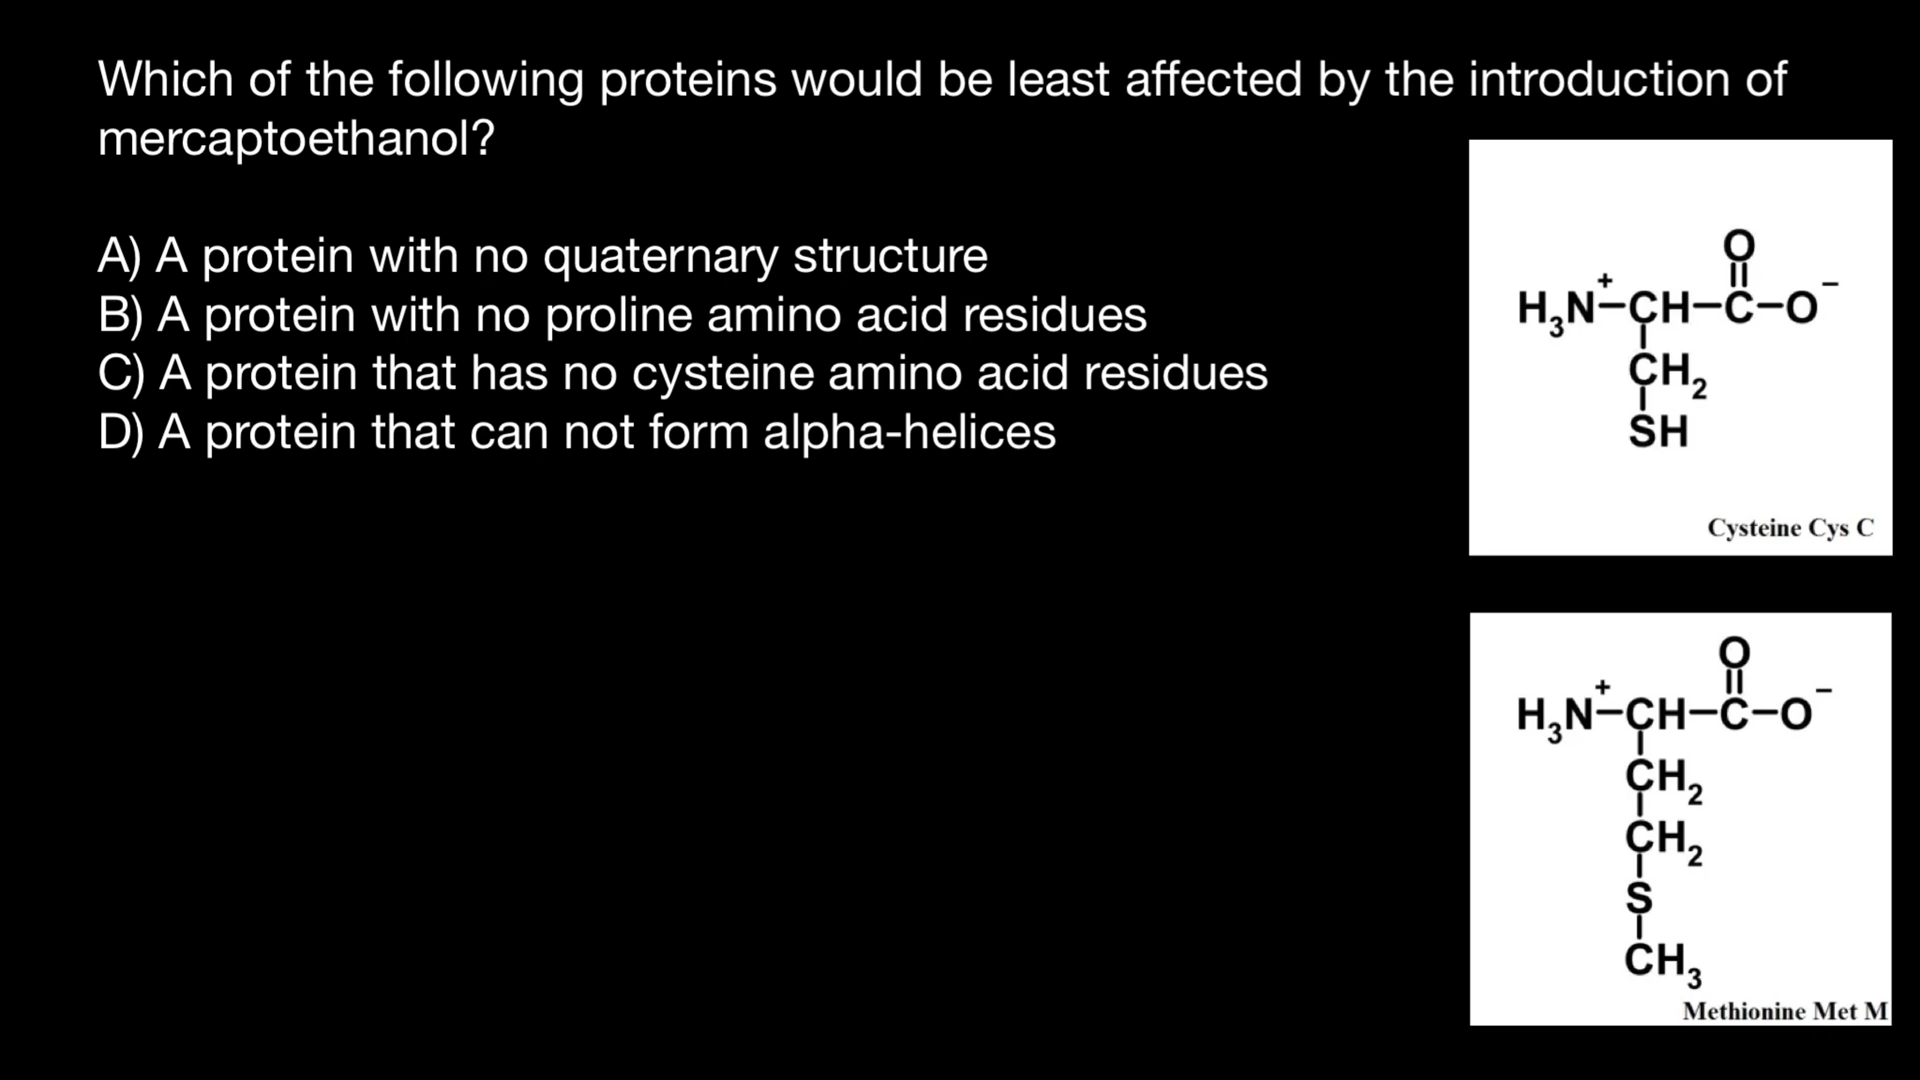 Which of the following proteins would be least affected by the introduction of
mercaptoethanol?
A) A protein with no quaternary structure
B) A protein with no proline amino acid residues
C) A protein that has no cysteine amino acid residues
D) A protein that can not form alpha-helices
O
H₃N⁺–CH–C–O⁻
CH₂
SH
Cysteine Cys C
O
H₃N⁺–CH–C–O⁻
CH₂
CH₂
S
CH₃
Methionine Met M